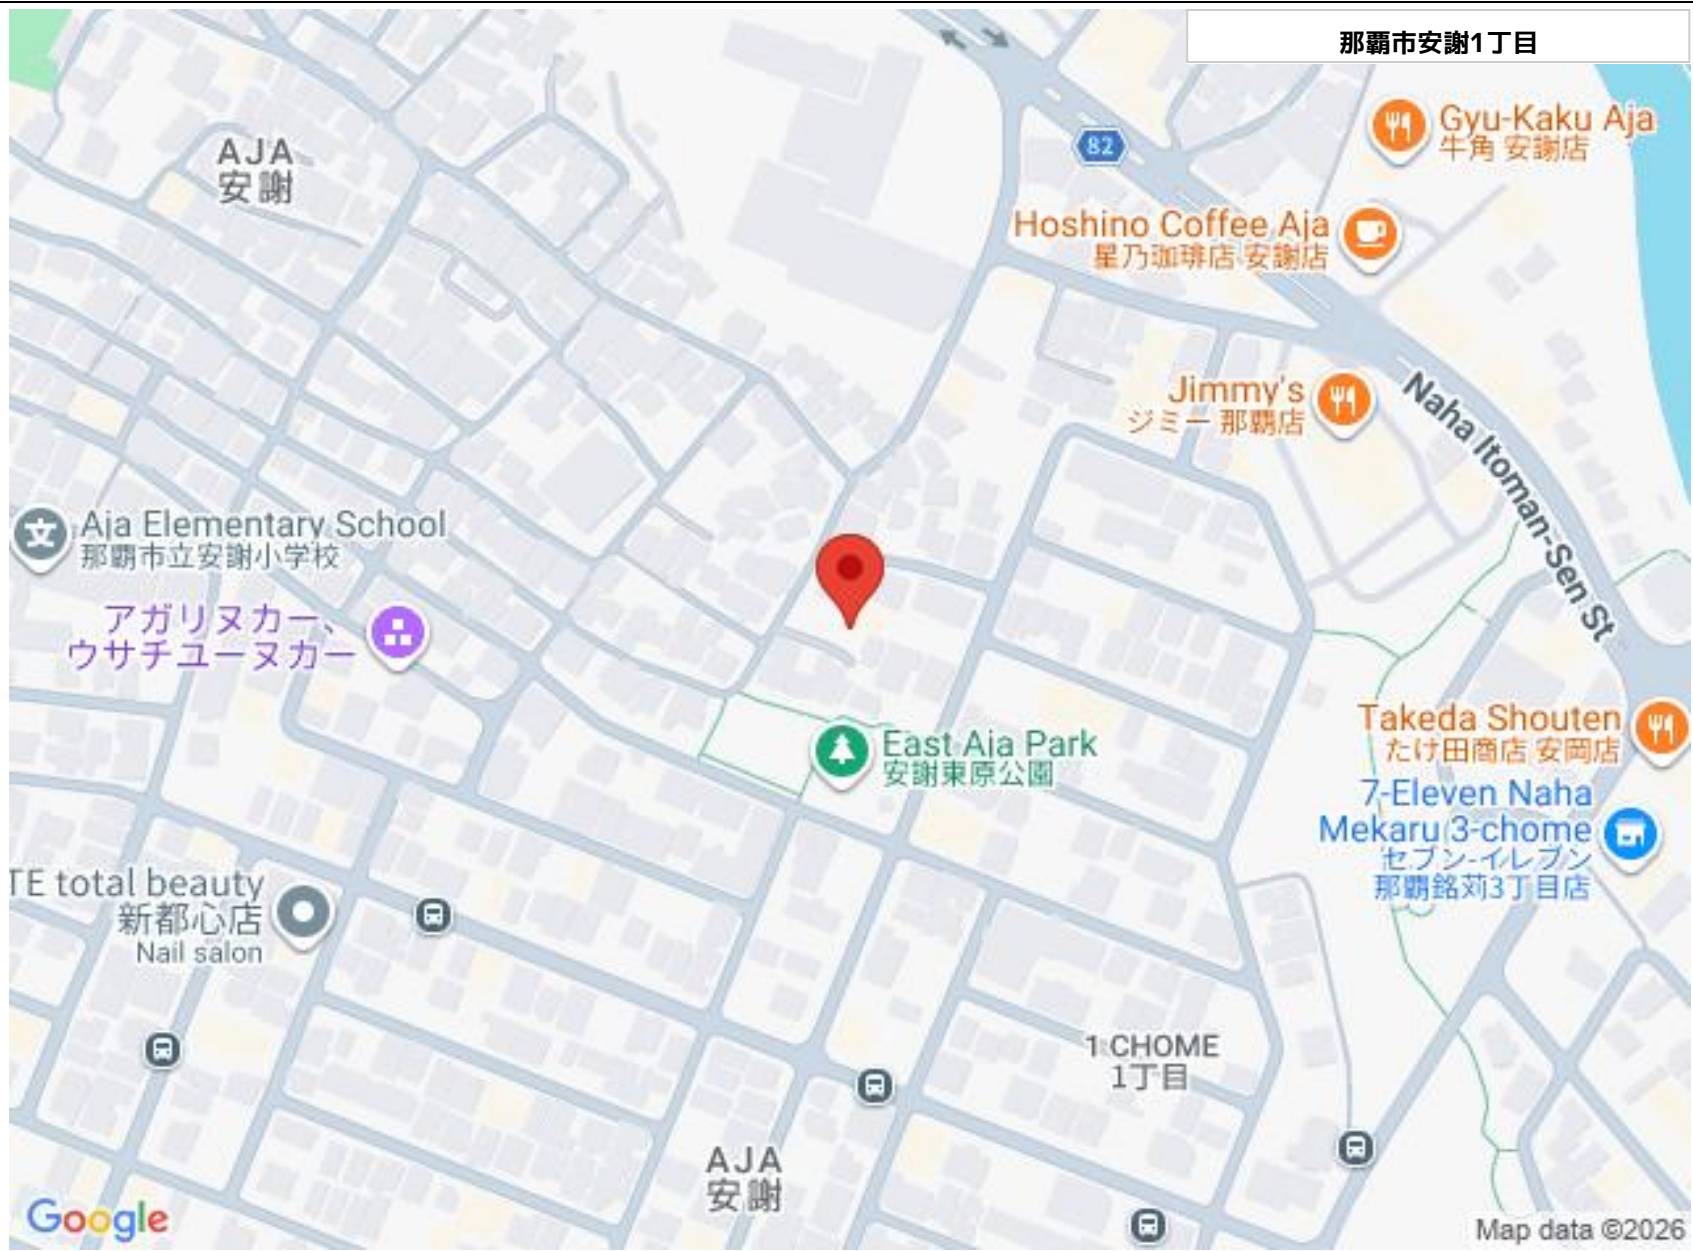 那覇市安謝1丁目
Gyu-Kaku Aja
牛角 安謝店
82
AJA
安謝
Hoshino Coffee Aja
星乃珈琲店 安謝店
Jimmy's
ジミー 那覇店
Naha Itoman-Sen St
Aja Elementary School
那覇市立安謝小学校
文
アガリヌカー、
ウサチユーヌカー
East Aja Park
安謝東原公園
Takeda Shouten
たけ田商店 安岡店
7-Eleven Naha
Mekaru 3-chome
セブン-イレブン
那覇銘苅3丁目店
TE total beauty
新都心店
Nail salon
1 CHOME
1丁目
AJA
安謝
Google
Map data ©2026